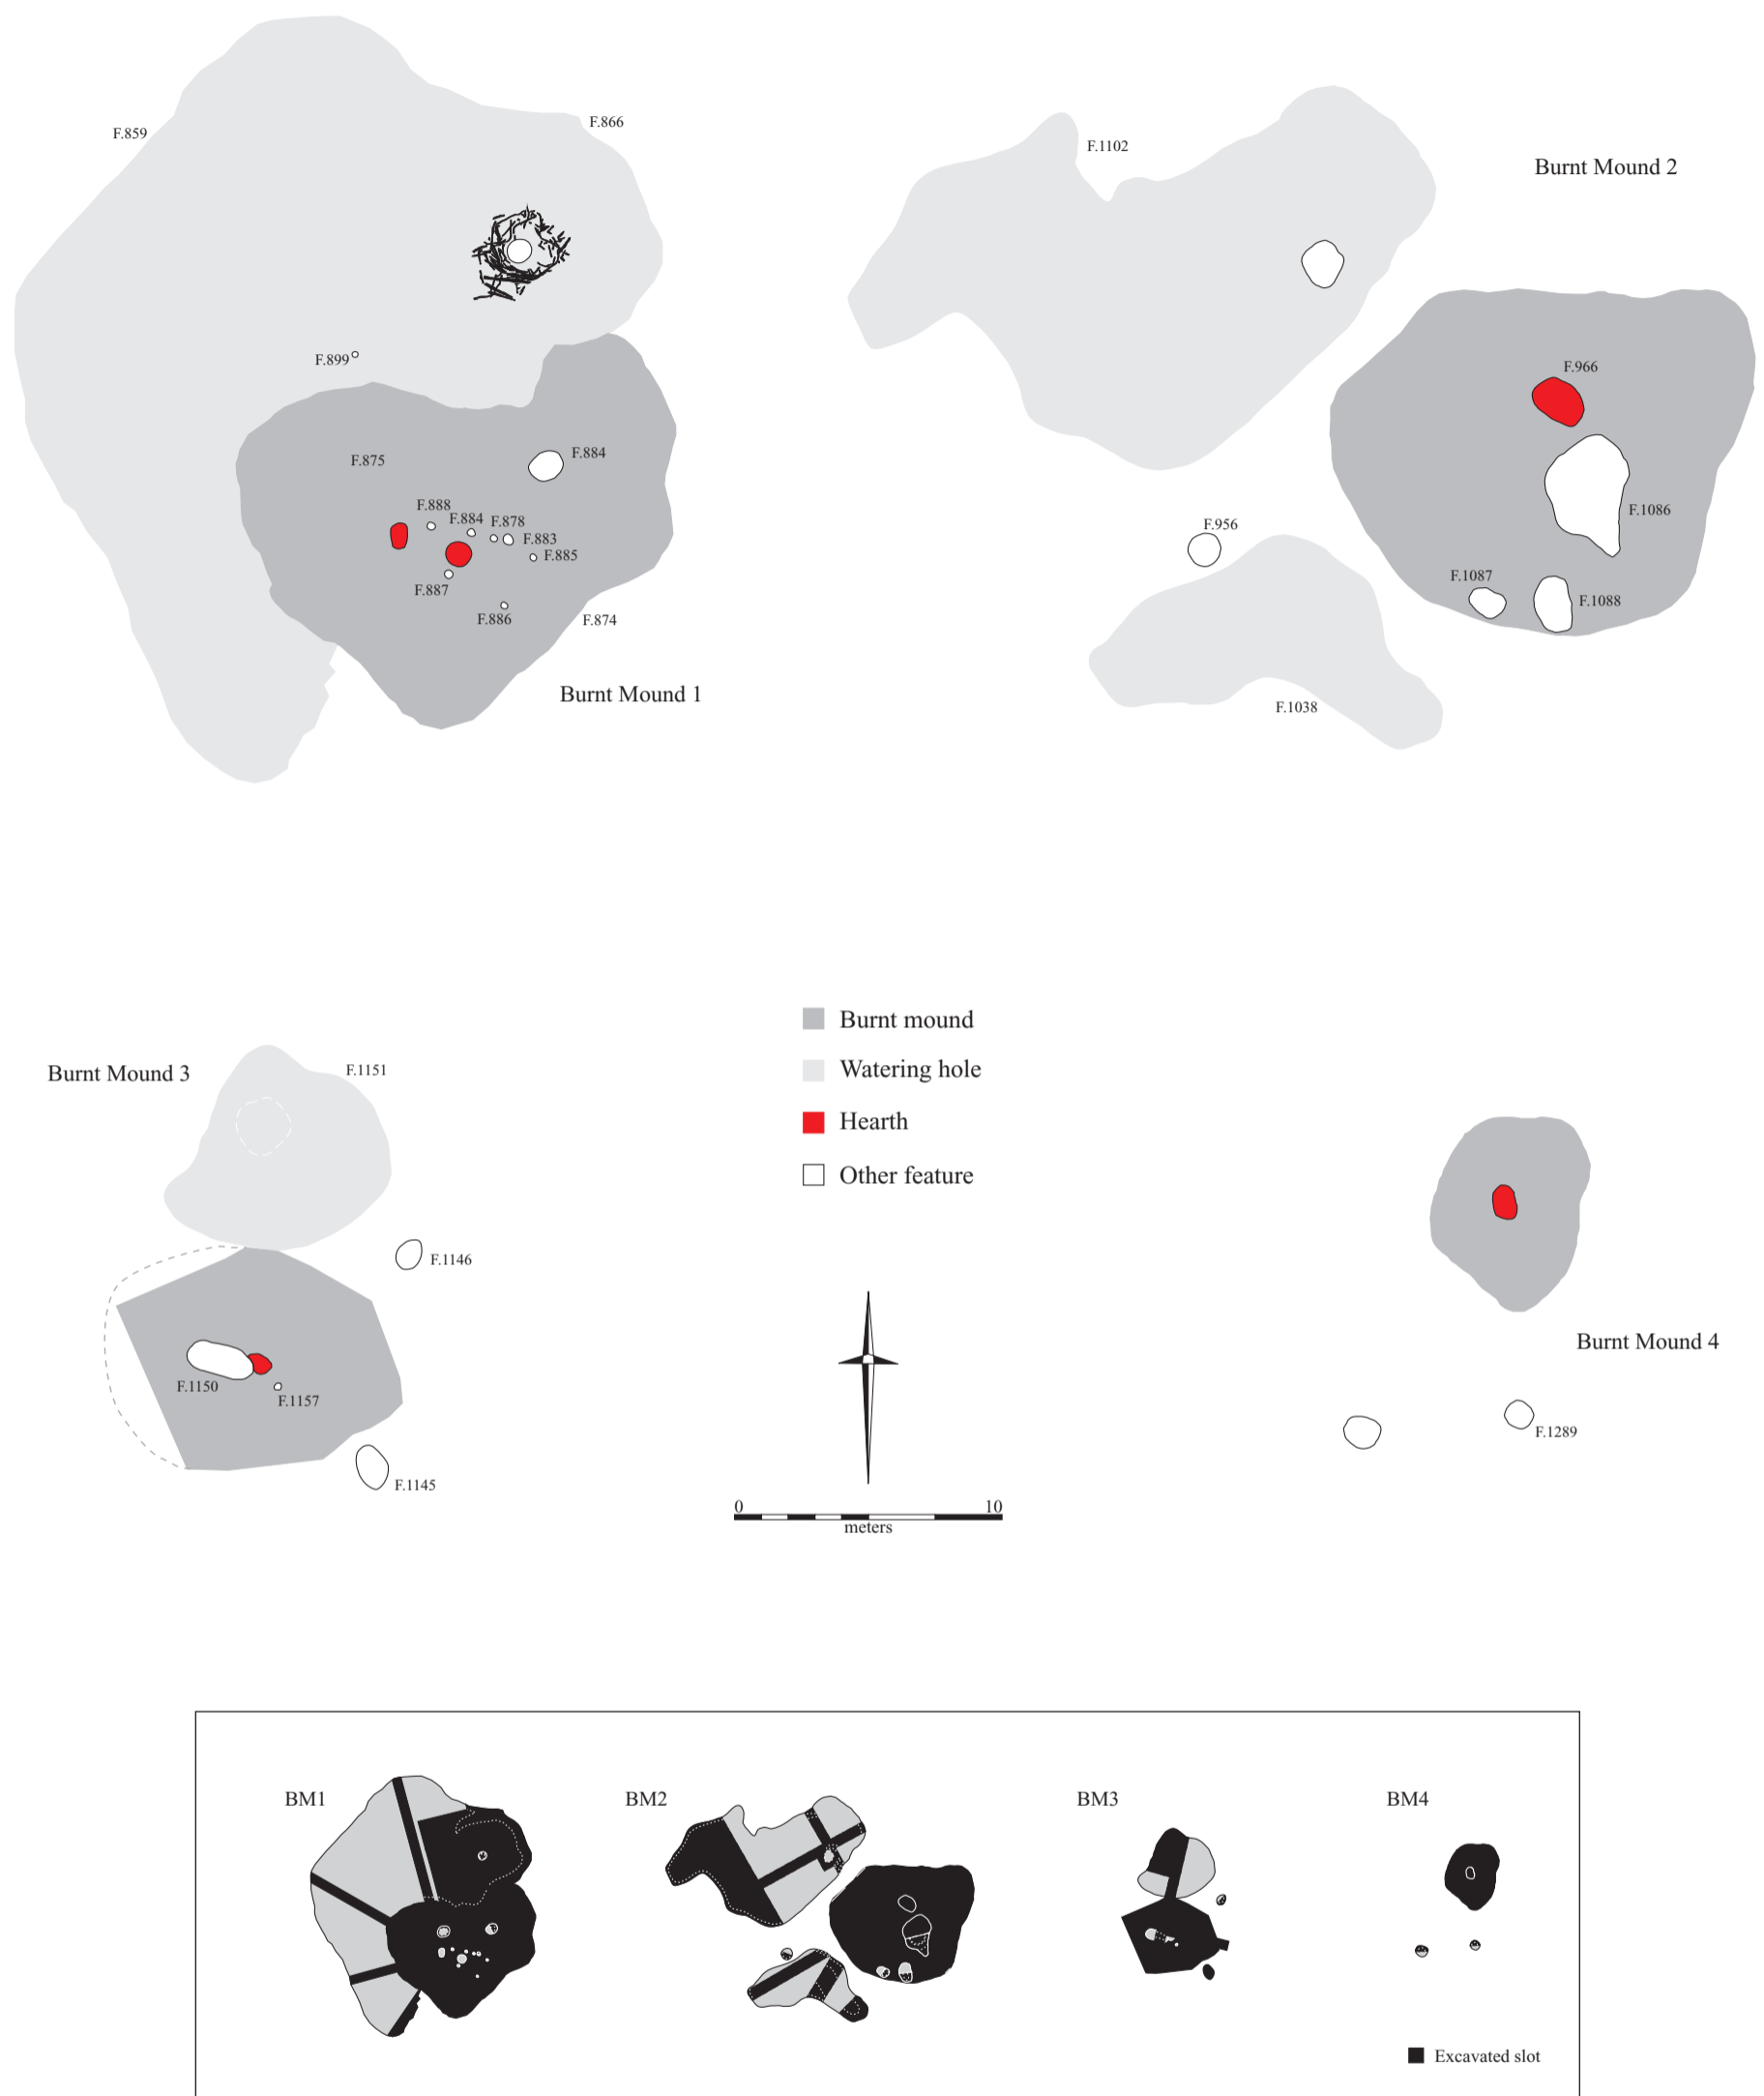 F.859
F.866
F.899
F.875
F.884
F.888
F.884
F.878
F.883
F.885
F.887
F.886
F.874
Burnt Mound 1
F.1102
Burnt Mound 2
F.966
F.1086
F.956
F.1087
F.1088
F.1038
Burnt Mound 3
F.1151
F.1146
F.1150
F.1157
F.1145
Burnt mound
Watering hole
Hearth
Other feature
0 10
meters
Burnt Mound 4
F.1289
BM1
BM2
BM3
BM4
Excavated slot